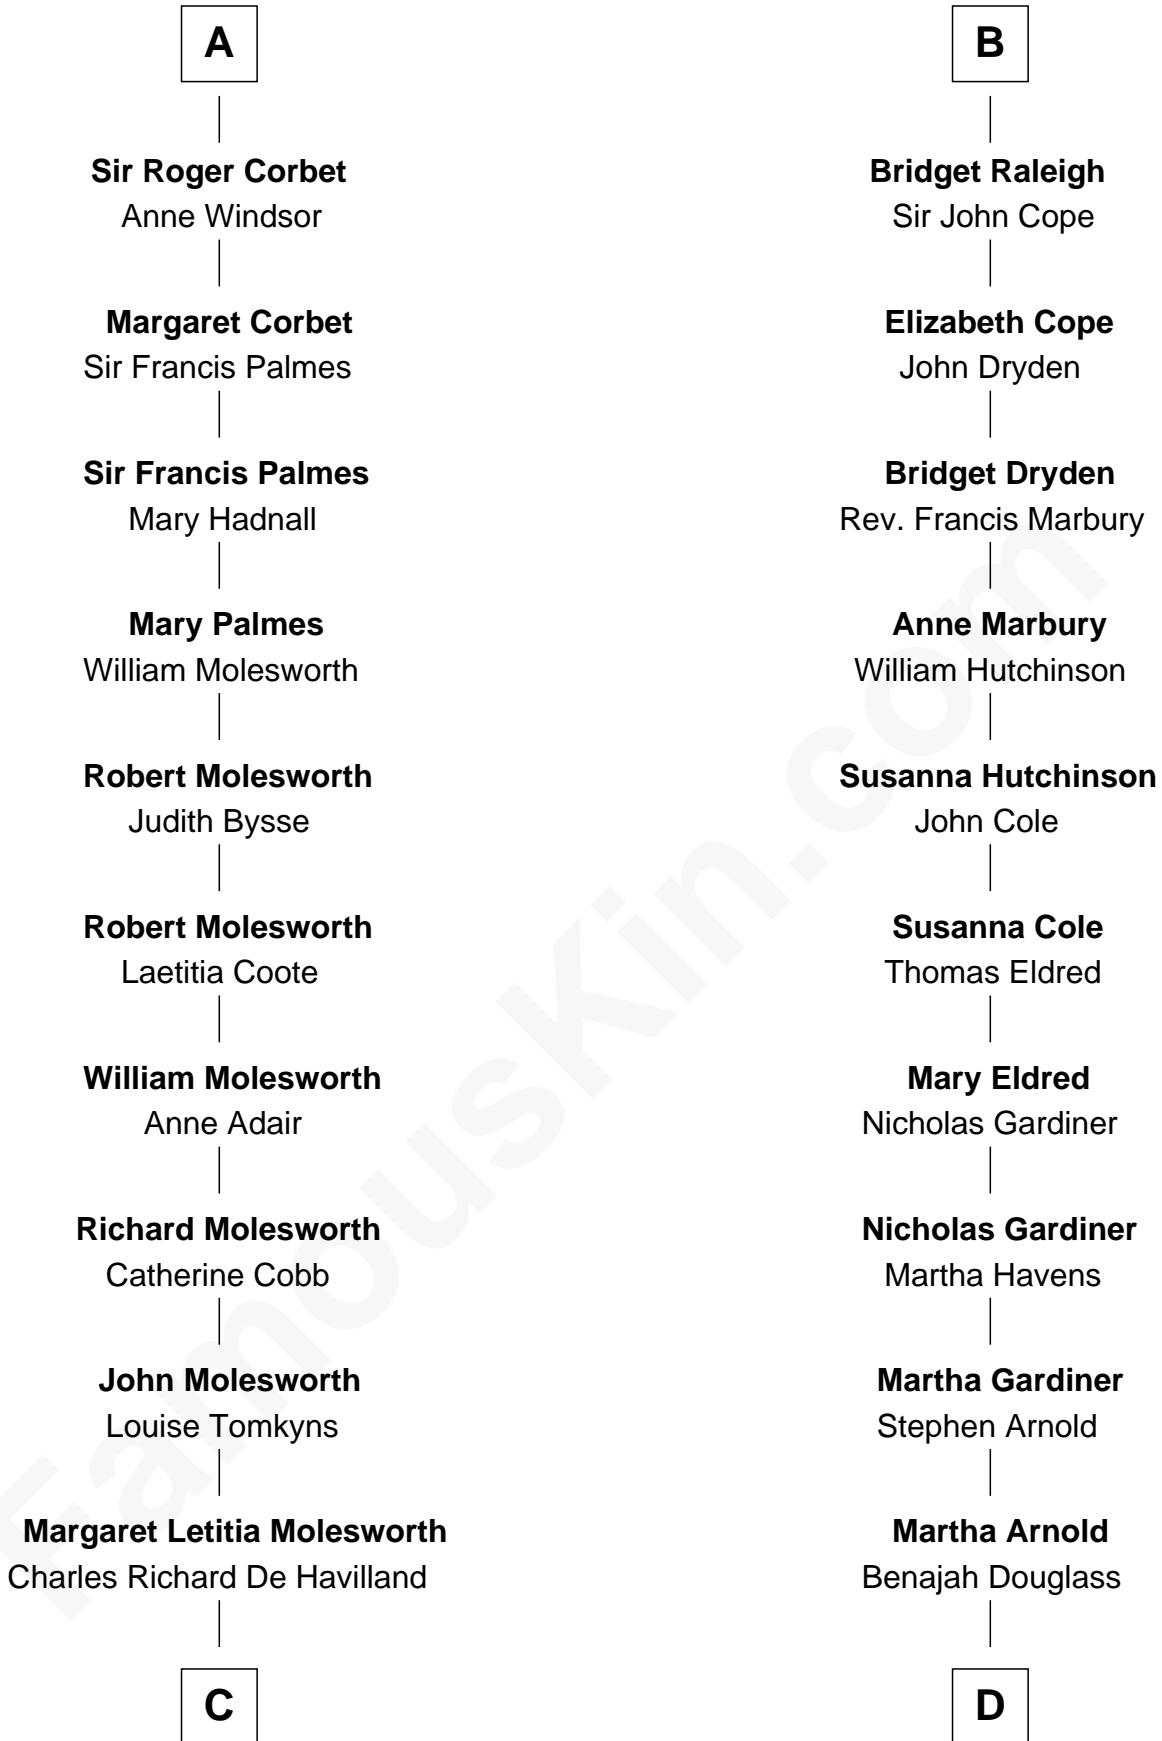 A
Sir Roger Corbet
Anne Windsor
Margaret Corbet
Sir Francis Palmes
Sir Francis Palmes
Mary Hadnall
Mary Palmes
William Molesworth
Robert Molesworth
Judith Bysse
Robert Molesworth
Laetitia Coote
William Molesworth
Anne Adair
Richard Molesworth
Catherine Cobb
John Molesworth
Louise Tomkyns
Margaret Letitia Molesworth
Charles Richard De Havilland
C
B
Bridget Raleigh
Sir John Cope
Elizabeth Cope
John Dryden
Bridget Dryden
Rev. Francis Marbury
Anne Marbury
William Hutchinson
Susanna Hutchinson
John Cole
Susanna Cole
Thomas Eldred
Mary Eldred
Nicholas Gardiner
Nicholas Gardiner
Martha Havens
Martha Gardiner
Stephen Arnold
Martha Arnold
Benajah Douglass
D
FamousKin.com